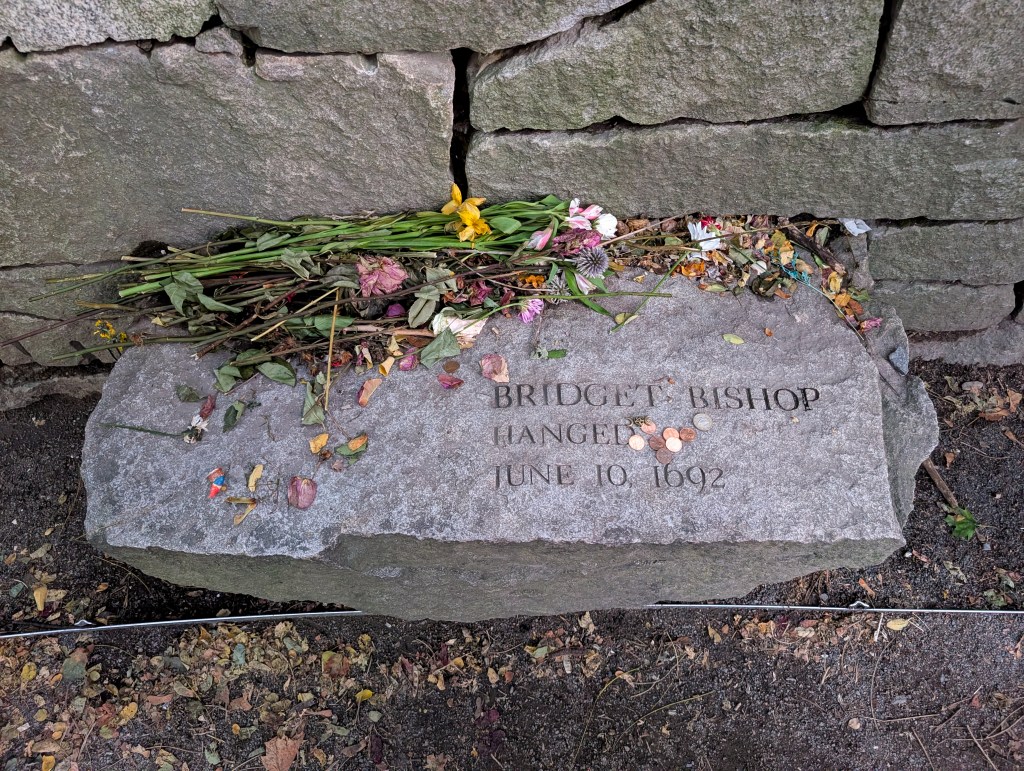 BRIDGET BISHOP
HANGED
JUNE 10, 1692